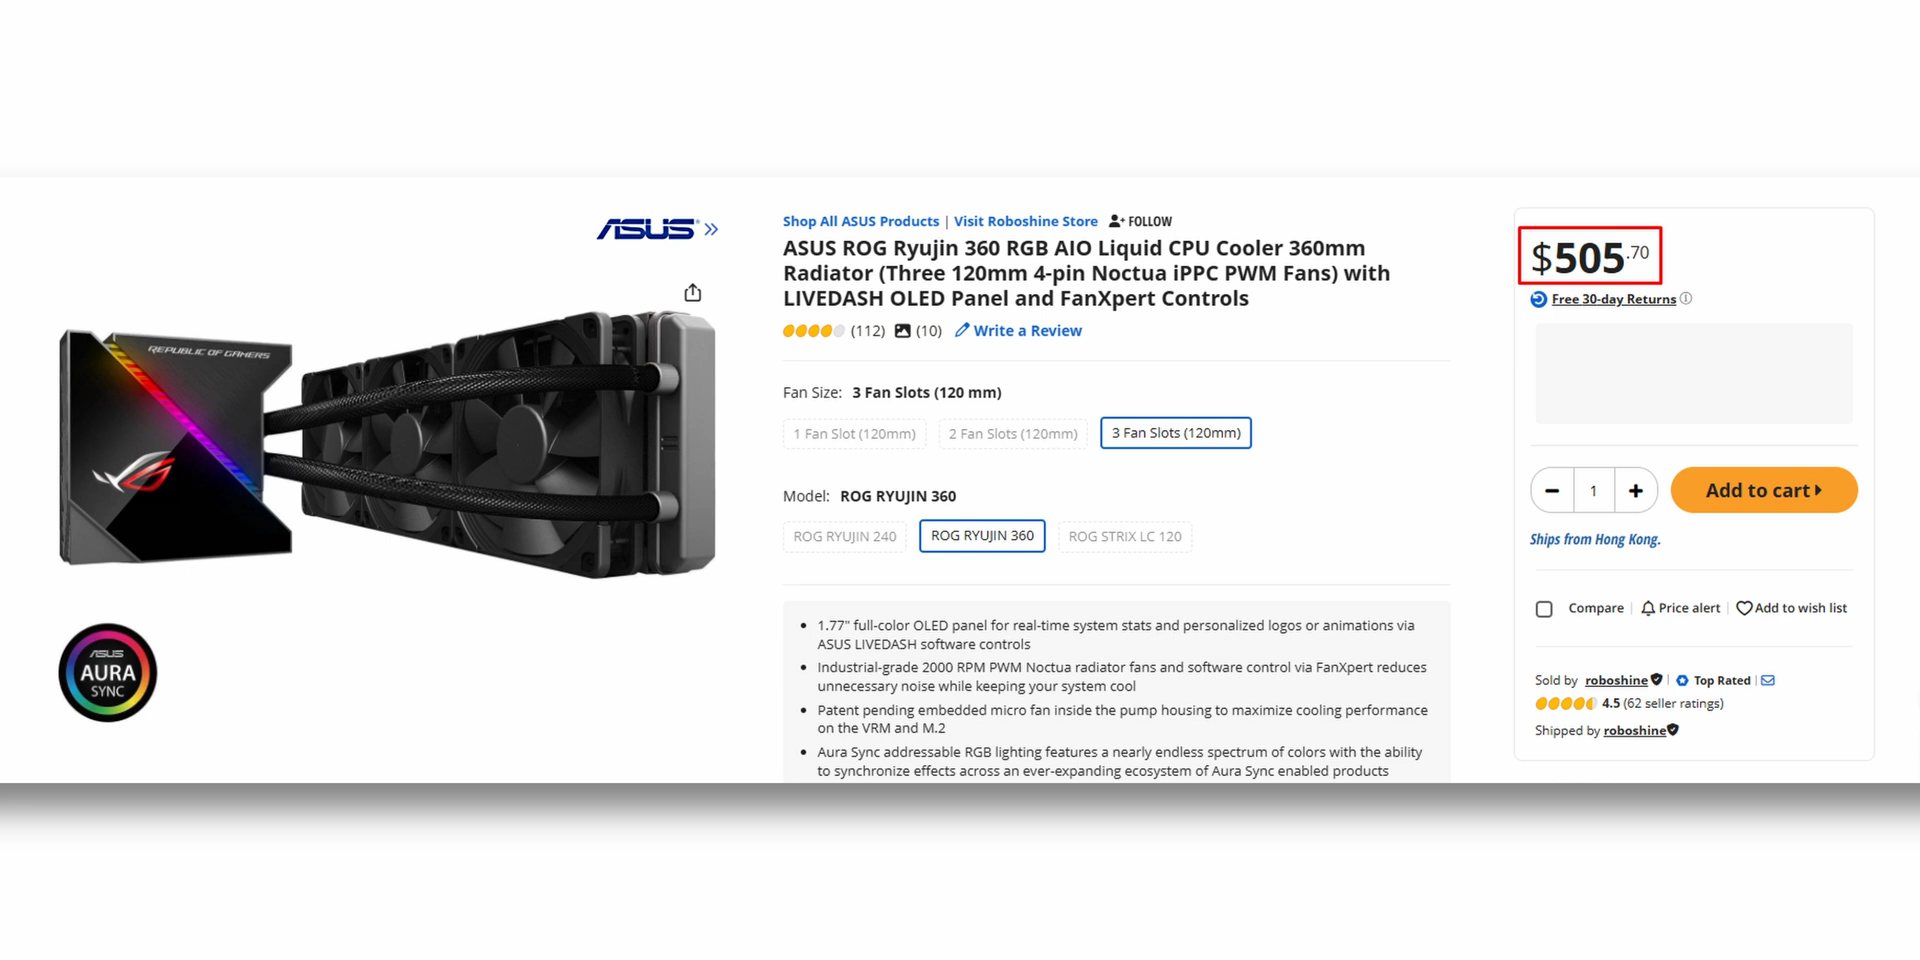 ASUS
REPUBLIC OF GAMERS
ASUS
AURA
SYNC
Shop All ASUS Products | Visit Roboshine Store FOLLOW
ASUS ROG Ryujin 360 RGB AIO Liquid CPU Cooler 360mm
Radiator (Three 120mm 4-pin Noctua iPPC PWM Fans) with
LIVEDASH OLED Panel and FanXpert Controls
(112) (10) Write a Review
Fan Size: 3 Fan Slots (120 mm)
1 Fan Slot (120mm) 2 Fan Slots (120mm) 3 Fan Slots (120mm)
Model: ROG RYUJIN 360
ROG RYUJIN 240 ROG RYUJIN 360 ROG STRIX LC 120
• 1.77" full-color OLED panel for real-time system stats and personalized logos or animations via
ASUS LIVEDASH software controls
• Industrial-grade 2000 RPM PWM Noctua radiator fans and software control via FanXpert reduces
unnecessary noise while keeping your system cool
• Patent pending embedded micro fan inside the pump housing to maximize cooling performance
on the VRM and M.2
• Aura Sync addressable RGB lighting features a nearly endless spectrum of colors with the ability
to synchronize effects across an ever-expanding ecosystem of Aura Sync enabled products
$505.70
Free 30-day Returns
1
Add to cart
Ships from Hong Kong.
Compare | Price alert | Add to wish list
Sold by roboshine | Top Rated |
4.5 (62 seller ratings)
Shipped by roboshine